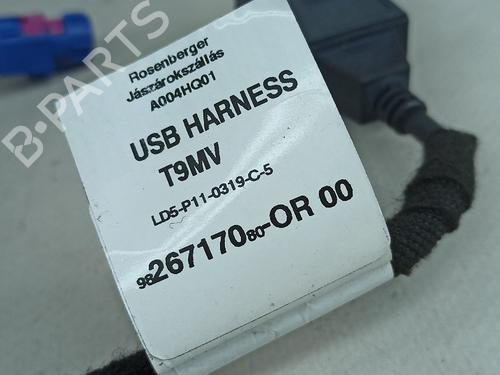 B-PARTS
Rosenberger
Jászárokszállás
A004HQ01
USB HARNESS
T9MV
LD5-P11-0319-C-5
9826717080-OR 00